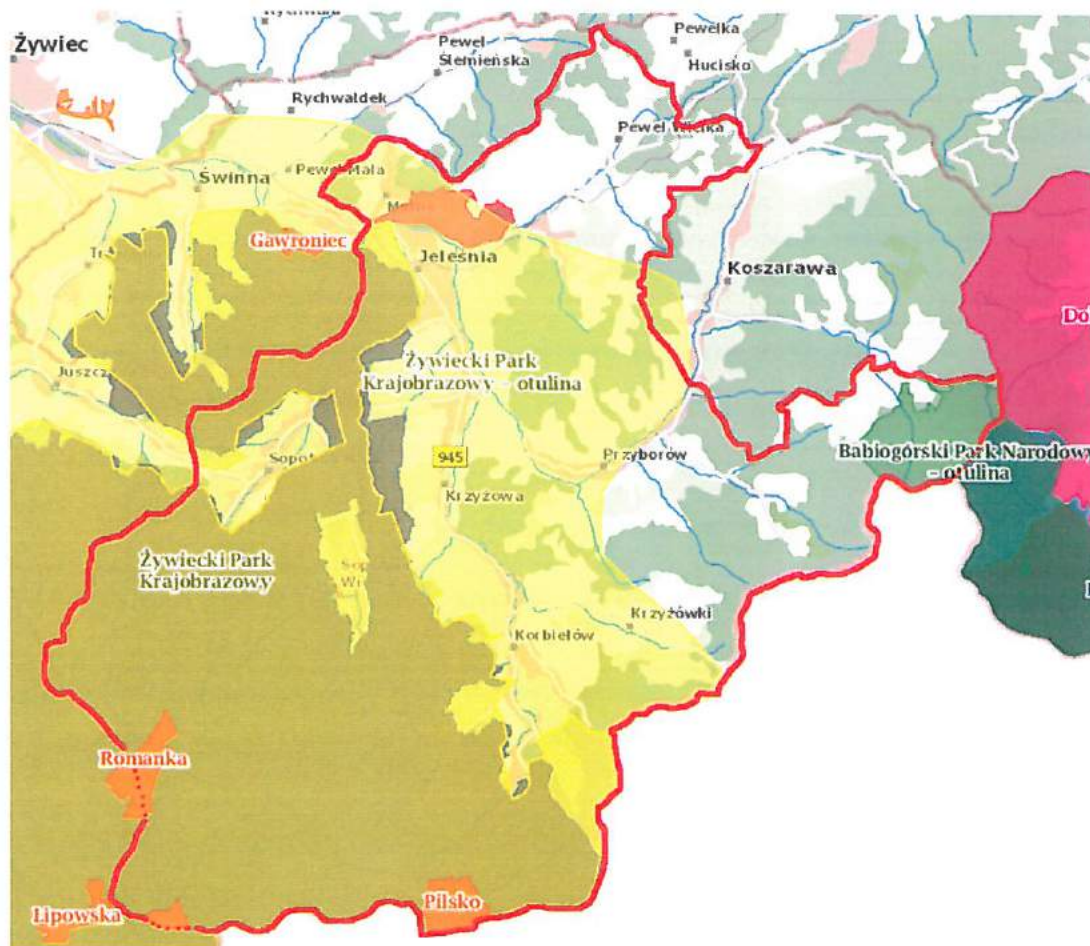 Żywiec
Pewel
Ślemieńska
Pewelka
Hucisko
Rychwałdek
Pewel Wielka
Świnna
Pewel Mała
Gawroniec
Jeleśnia
Koszarawa
Żywiecki Park
Krajobrazowy - otulina
945
Sopot
Przyborów
Babiogórski Park Narodowy
- otulina
Krzyżowa
Żywiecki Park
Krajobrazowy
Krzyżówki
Korbielów
Romanka
Lipowska
Pilsko